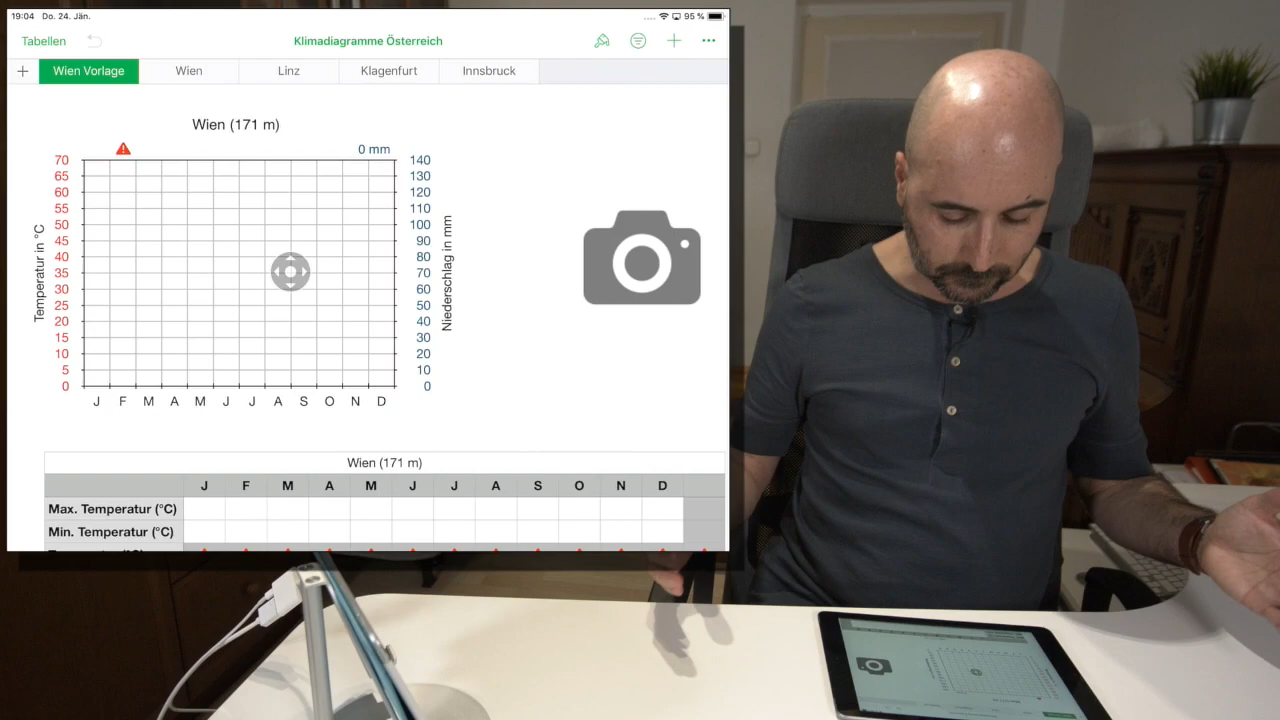 19:04 Do. 24. Jän. 95 %
Tabellen Klimadiagramme Österreich
Wien Vorlage Wien Linz Klagenfurt Innsbruck
Wien (171 m)
0 mm
70 140
65 130
60 120
55 110
50 100
45 90
40 80
35 70
30 60
25 50
20 40
15 30
10 20
5 10
0 0
Temperatur in °C
Niederschlag in mm
J F M A M J J A S O N D
Wien (171 m)
J F M A M J J A S O N D
Max. Temperatur (°C)
Min. Temperatur (°C)